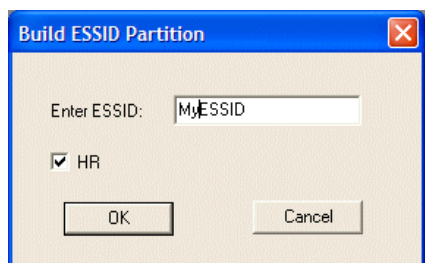 Build ESSID Partition
Enter ESSID: MyESSID
HR
OK Cancel